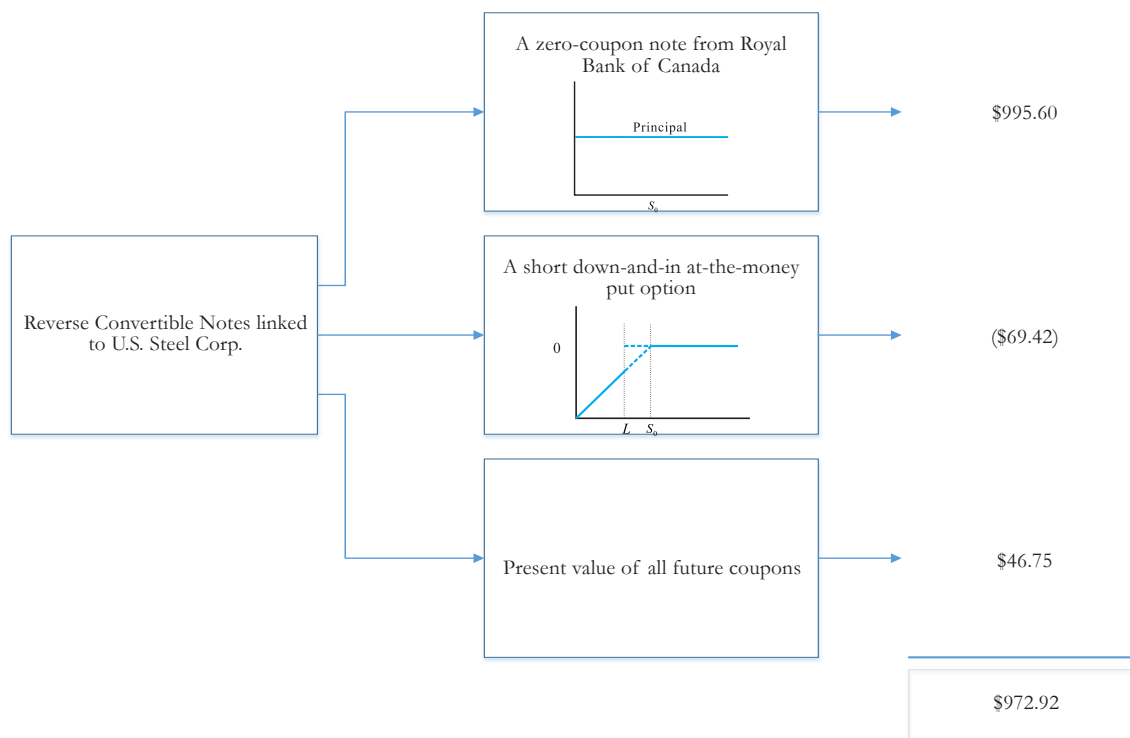 A zero-coupon note from Royal
Bank of Canada
Principal
S₀
$995.60
Reverse Convertible Notes linked
to U.S. Steel Corp.
A short down-and-in at-the-money
put option
0
L S₀
($69.42)
Present value of all future coupons
$46.75
$972.92